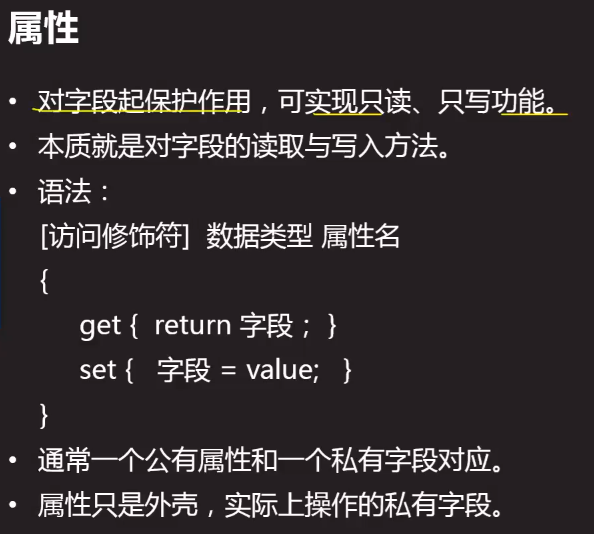 属性
• 对字段起保护作用，可实现只读、只写功能。
• 本质就是对字段的读取与写入方法。
• 语法：
[访问修饰符] 数据类型 属性名
{
get { return 字段； }
set { 字段 = value; }
}
• 通常一个公有属性和一个私有字段对应。
• 属性只是外壳，实际上操作的私有字段。